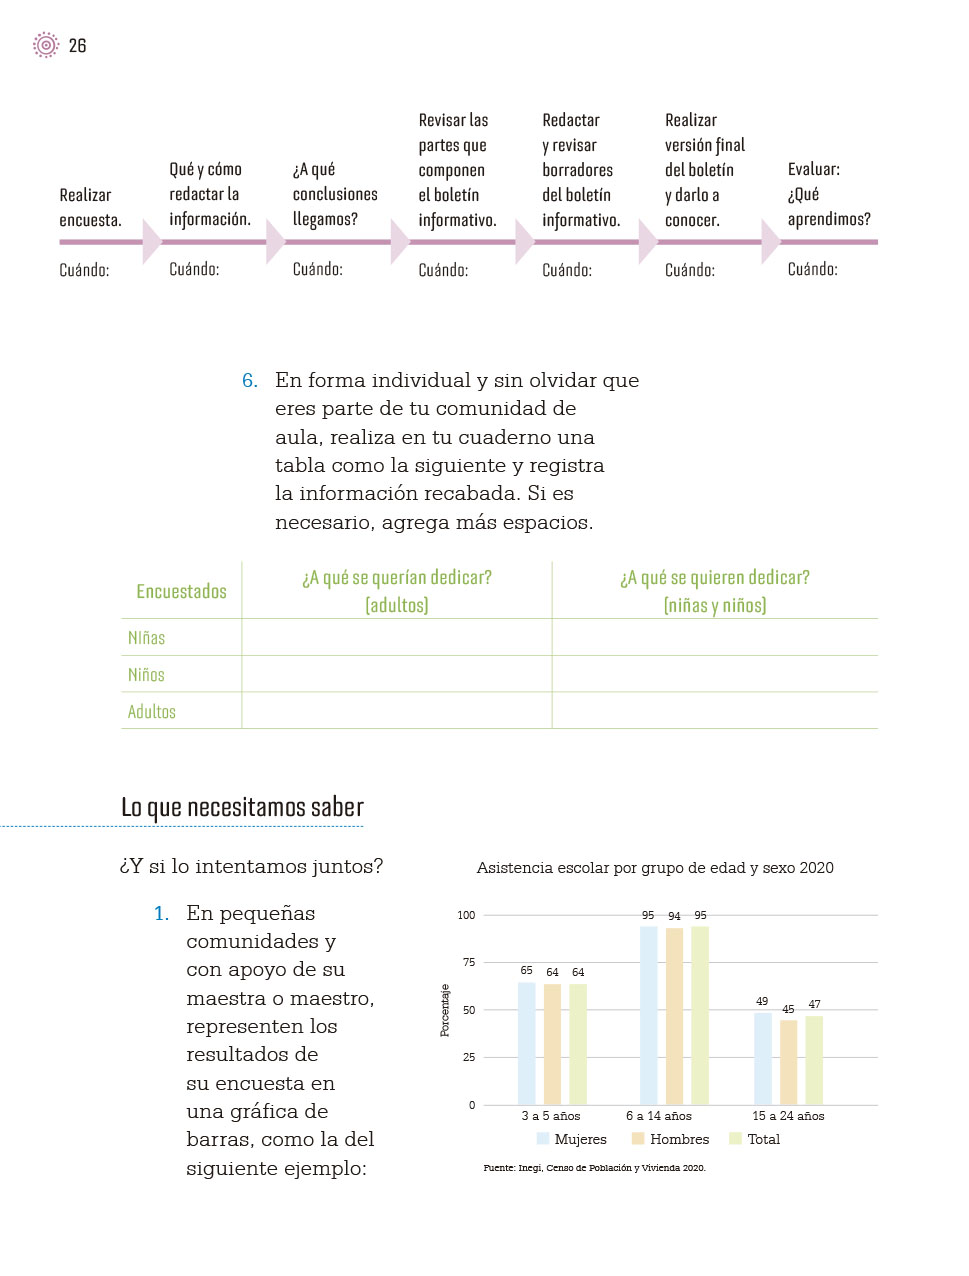 26
Realizar
encuesta.
Cuándo:
Qué y cómo
redactar la
información.
Cuándo:
¿A qué
conclusiones
llegamos?
Cuándo:
Revisar las
partes que
componen
el boletín
informativo.
Cuándo:
Redactar
y revisar
borradores
del boletín
informativo.
Cuándo:
Realizar
versión final
del boletín
y darlo a
conocer.
Cuándo:
Evaluar:
¿Qué
aprendimos?
Cuándo:
6. En forma individual y sin olvidar que
eres parte de tu comunidad de
aula, realiza en tu cuaderno una
tabla como la siguiente y registra
la información recabada. Si es
necesario, agrega más espacios.
Encuestados
¿A qué se querían dedicar?
(adultos)
¿A qué se quieren dedicar?
(niñas y niños)
NIñas
Niños
Adultos
Lo que necesitamos saber
¿Y si lo intentamos juntos?
1. En pequeñas
comunidades y
con apoyo de su
maestra o maestro,
representen los
resultados de
su encuesta en
una gráfica de
barras, como la del
siguiente ejemplo:
Asistencia escolar por grupo de edad y sexo 2020
Porcentaje
100
75
50
25
0
65 64 64
95 94 95
49 45 47
3 a 5 años 6 a 14 años 15 a 24 años
Mujeres Hombres Total
Fuente: Inegi, Censo de Población y Vivienda 2020.